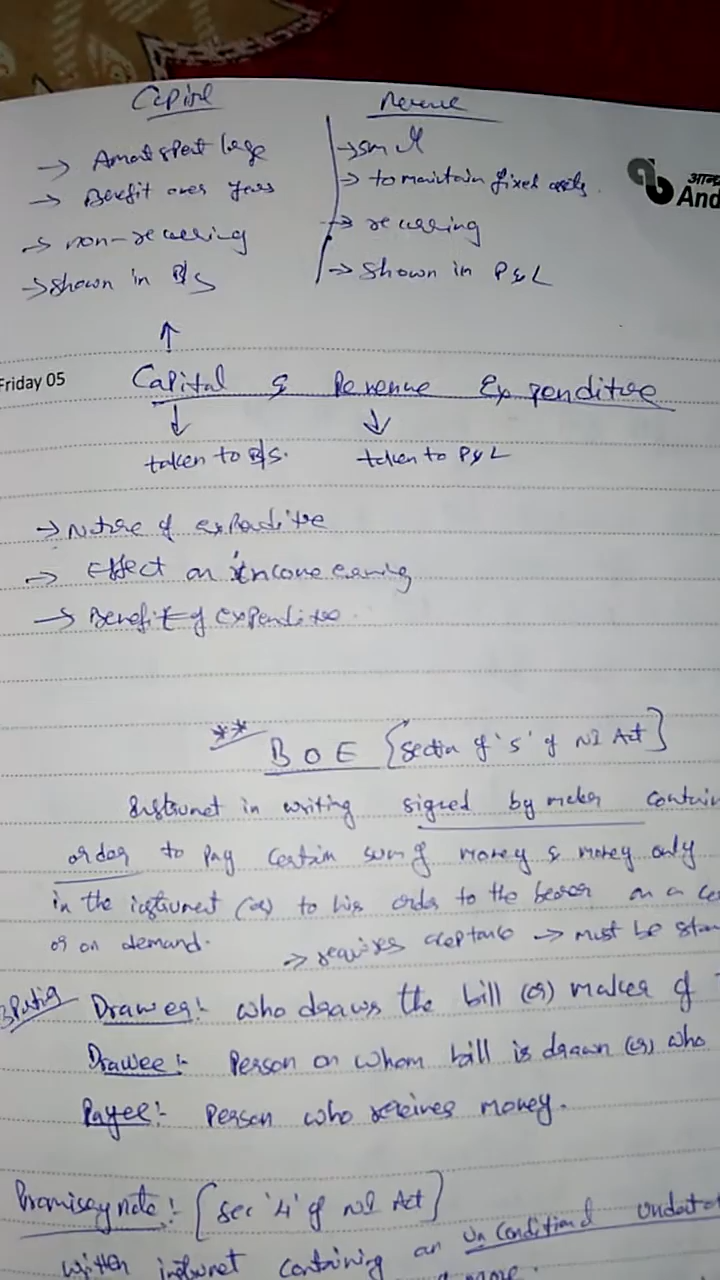 Capital
Revenue
→ Amount spent large
→ small
→ Benefit over years
→ to maintain fixed assets.
→ non-recurring
→ recurring
→ shown in B/S
→ shown in P&L
And
↑
Friday 05
Capital & Revenue Expenditure
↓ ↓
taken to B/S. taken to P&L
→ Nature of expenditure
→ Effect on income earning
→ Benefit of expenditure.
** BOE [Section of '5' of NI Act]
Instrument in writing signed by maker
order to pay certain sum of money & money only
in the instrument (or) to his order to the bearer on a
or on demand. → requires acceptance → must be
Drawer:- who draws the bill (or) maker of
Drawee:- Person on whom bill is drawn (or) who
Payee:- Person who receives money.
Promisory note:- [sec '4' of NI Act]
written instrument containing an un conditional